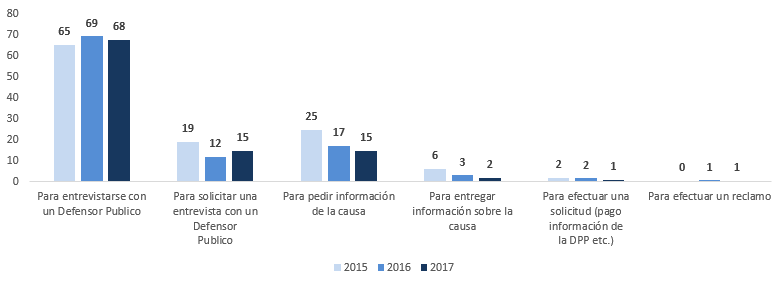 80
70
60
50
40
30
20
10
0
65
69
68
19
12
15
25
17
15
6
3
2
2
2
1
0
1
1
Para entrevistarse con
un Defensor Publico
Para solicitar una
entrevista con un
Defensor
Publico
Para pedir información
de la causa
Para entregar
información sobre la
causa
Para efectuar una
solicitud (pago
información de
la DPP etc.)
Para efectuar un reclamo
2015
2016
2017